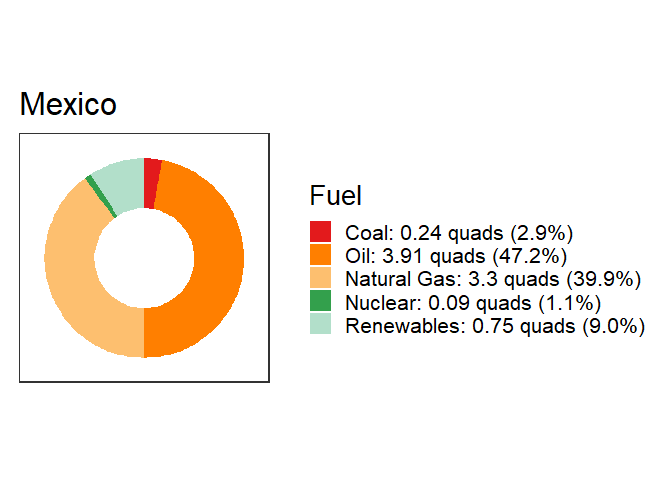 Mexico
Fuel
Coal: 0.24 quads (2.9%)
Oil: 3.91 quads (47.2%)
Natural Gas: 3.3 quads (39.9%)
Nuclear: 0.09 quads (1.1%)
Renewables: 0.75 quads (9.0%)